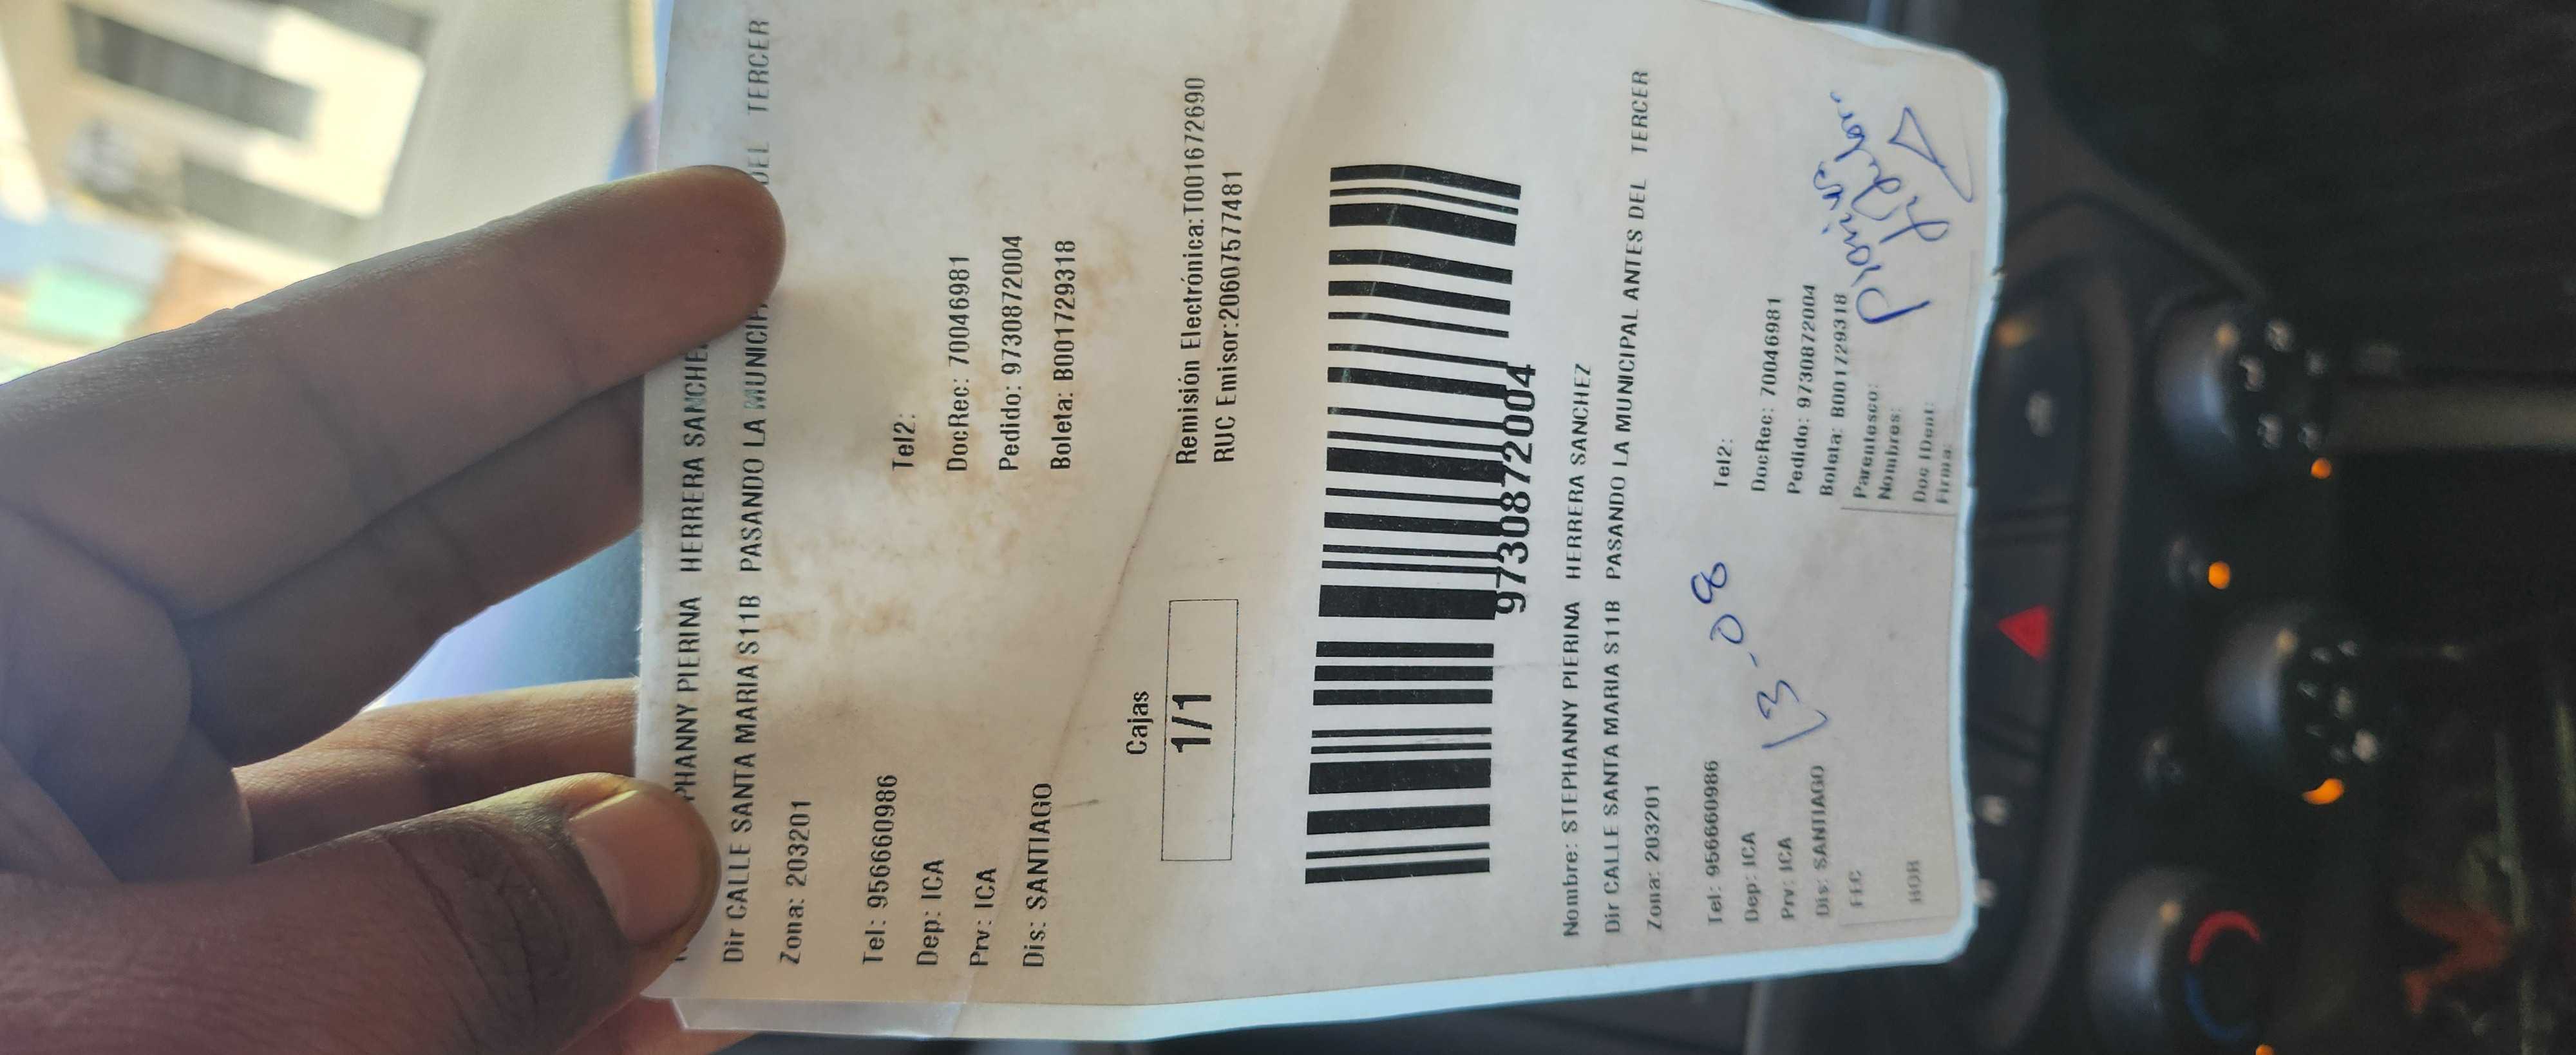 PHANNY PIERINA HERRERA SANCHE
Dir CALLE SANTA MARIA S11B PASANDO LA MUNICIP DEL TERCER
Zona: 203201
Tel: 956660986 Tel2:
Dep: ICA DocRec: 70046981
Prv: ICA Pedido: 97308872004
Dis: SANTIAGO Boleta: B001729318
Cajas
1/1
Remisión Electrónica:T001672690
RUC Emisor:20607577481
97308872004
Nombre: STEPHANNY PIERINA HERRERA SANCHEZ
Dir CALLE SANTA MARIA S11B PASANDO LA MUNICIPAL ANTES DEL TERCER
Zona: 203201
Tel: 956660986 Tel2:
Dep: ICA DocRec: 70046981
Prv: ICA Pedido: 97308872004
Dis: SANTIAGO Boleta: B001729318
13-08
FEC Parentesco:
Nombres:
HOR Doc IDent:
Firma: